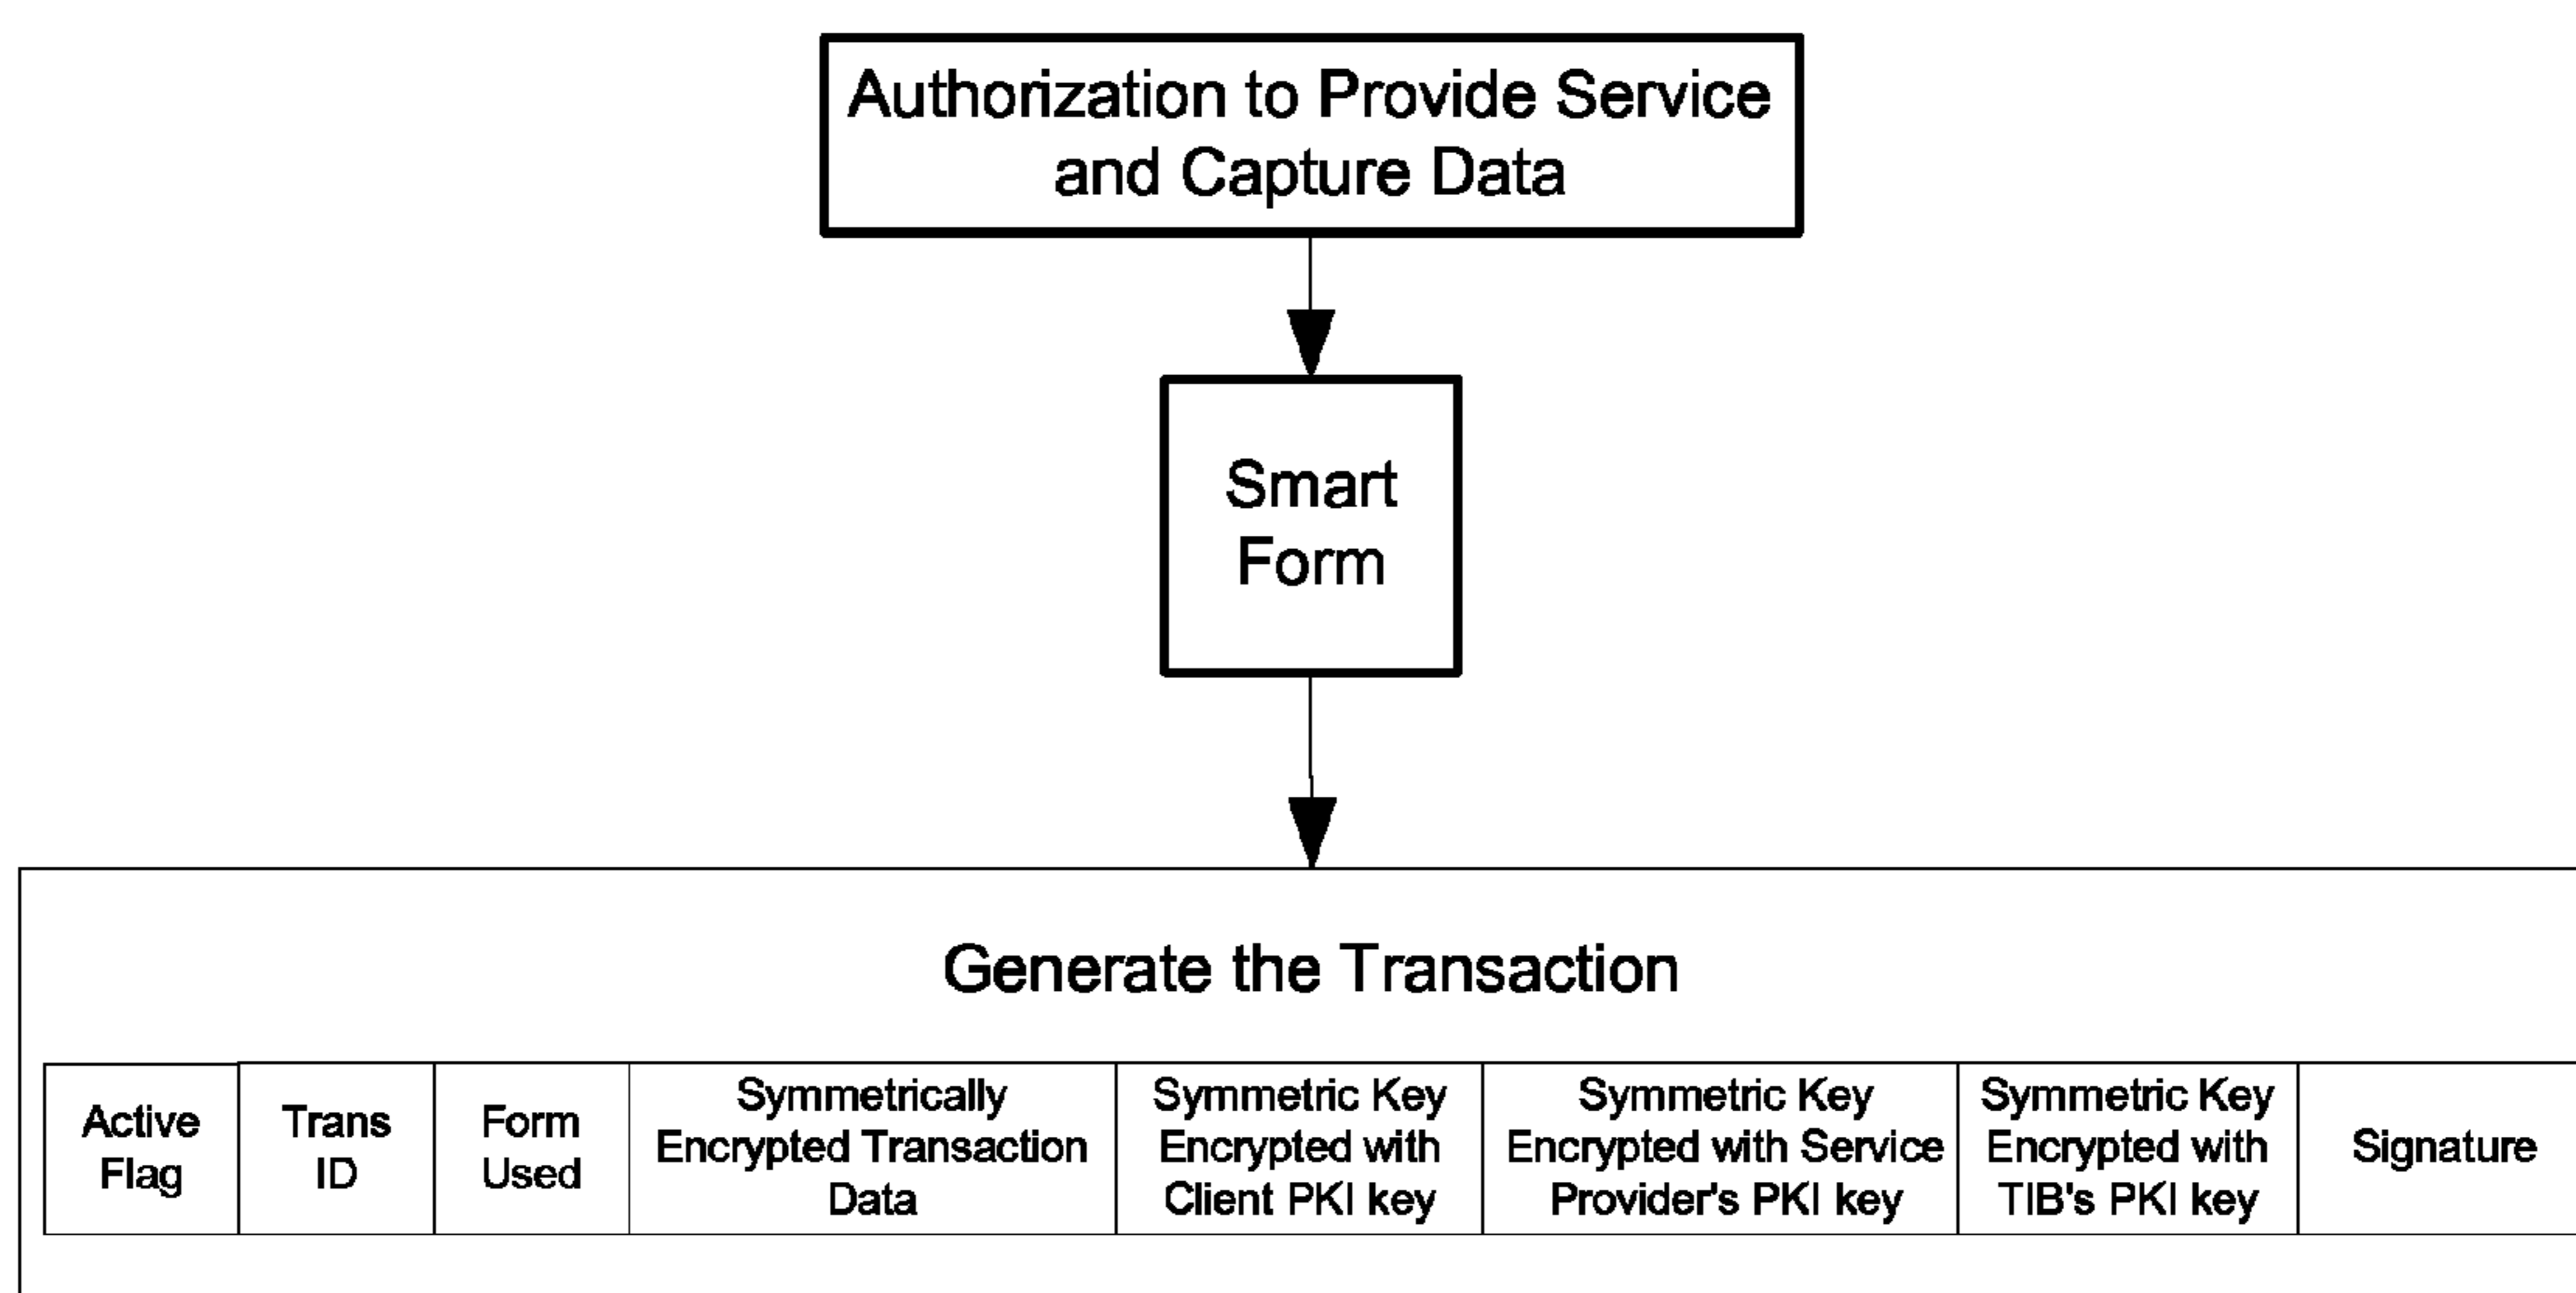 Authorization to Provide Service
and Capture Data
Smart
Form
Generate the Transaction
Active
Flag
Trans
ID
Form
Used
Symmetrically
Encrypted Transaction
Data
Symmetric Key
Encrypted with
Client PKI key
Symmetric Key
Encrypted with Service
Provider's PKI key
Symmetric Key
Encrypted with
TIB's PKI key
Signature